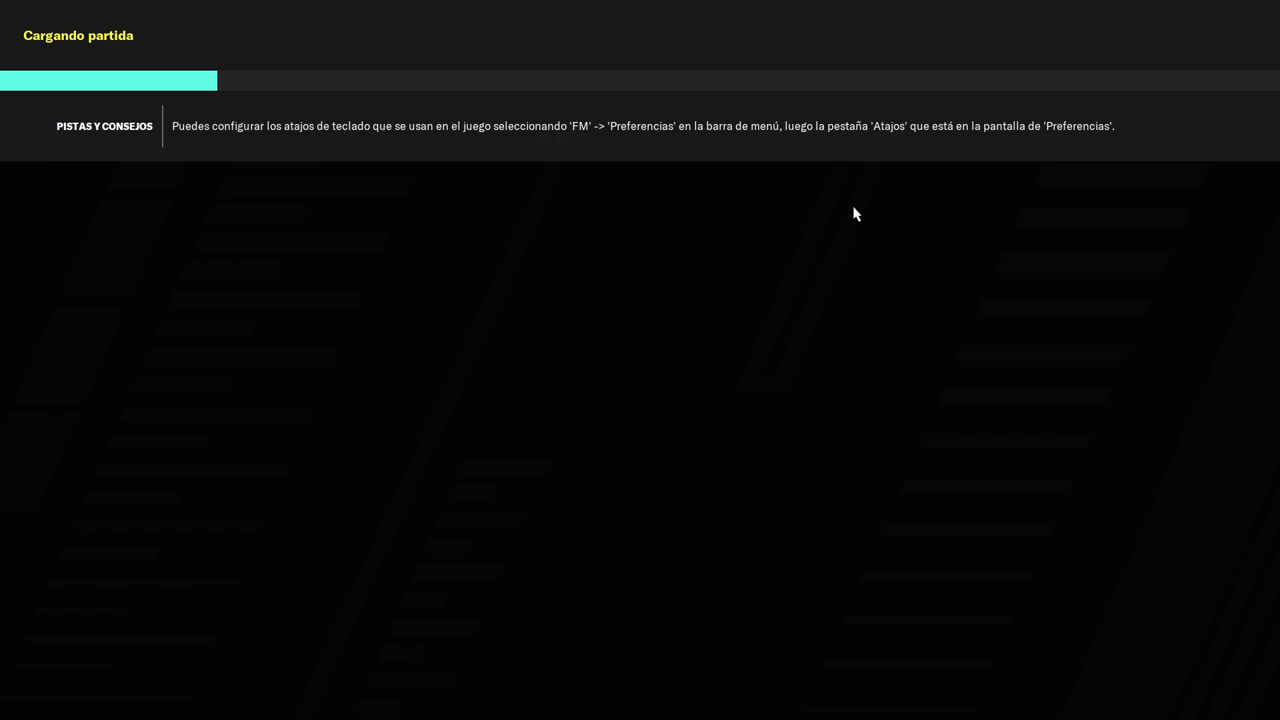 Cargando partida
PISTAS Y CONSEJOS
Puedes configurar los atajos de teclado que se usan en el juego seleccionando 'FM' -> 'Preferencias' en la barra de menú, luego la pestaña 'Atajos' que está en la pantalla de 'Preferencias'.